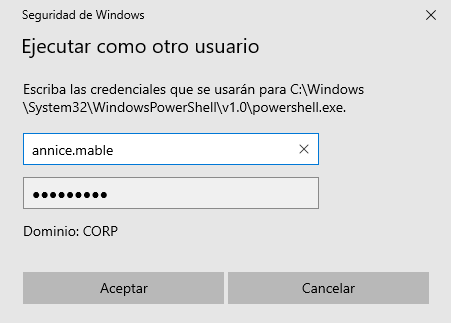 Seguridad de Windows
Ejecutar como otro usuario
Escriba las credenciales que se usarán para C:\Windows
\System32\WindowsPowerShell\v1.0\powershell.exe.
annice.mable
●●●●●●●●●
Dominio: CORP
Aceptar
Cancelar